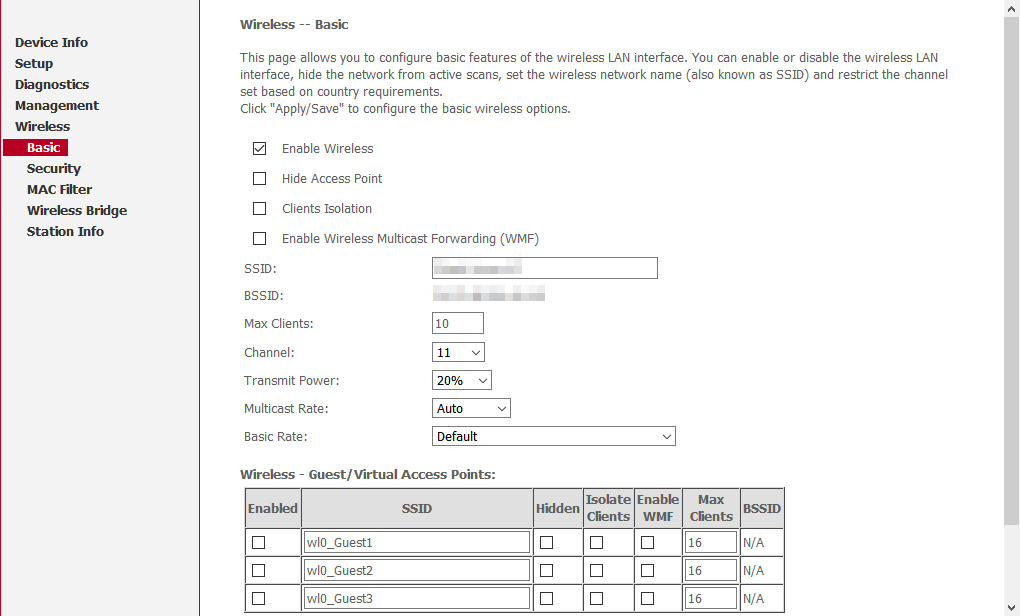 Device Info
Setup
Diagnostics
Management
Wireless
Basic
Security
MAC Filter
Wireless Bridge
Station Info
Wireless -- Basic
This page allows you to configure basic features of the wireless LAN interface. You can enable or disable the wireless LAN
interface, hide the network from active scans, set the wireless network name (also known as SSID) and restrict the channel
set based on country requirements.
Click "Apply/Save" to configure the basic wireless options.
Enable Wireless
Hide Access Point
Clients Isolation
Enable Wireless Multicast Forwarding (WMF)
SSID:
BSSID:
Max Clients: 10
Channel: 11
Transmit Power: 20%
Multicast Rate: Auto
Basic Rate: Default
Wireless - Guest/Virtual Access Points:
Enabled SSID Hidden Isolate Clients Enable WMF Max Clients BSSID
wl0_Guest1 16 N/A
wl0_Guest2 16 N/A
wl0_Guest3 16 N/A